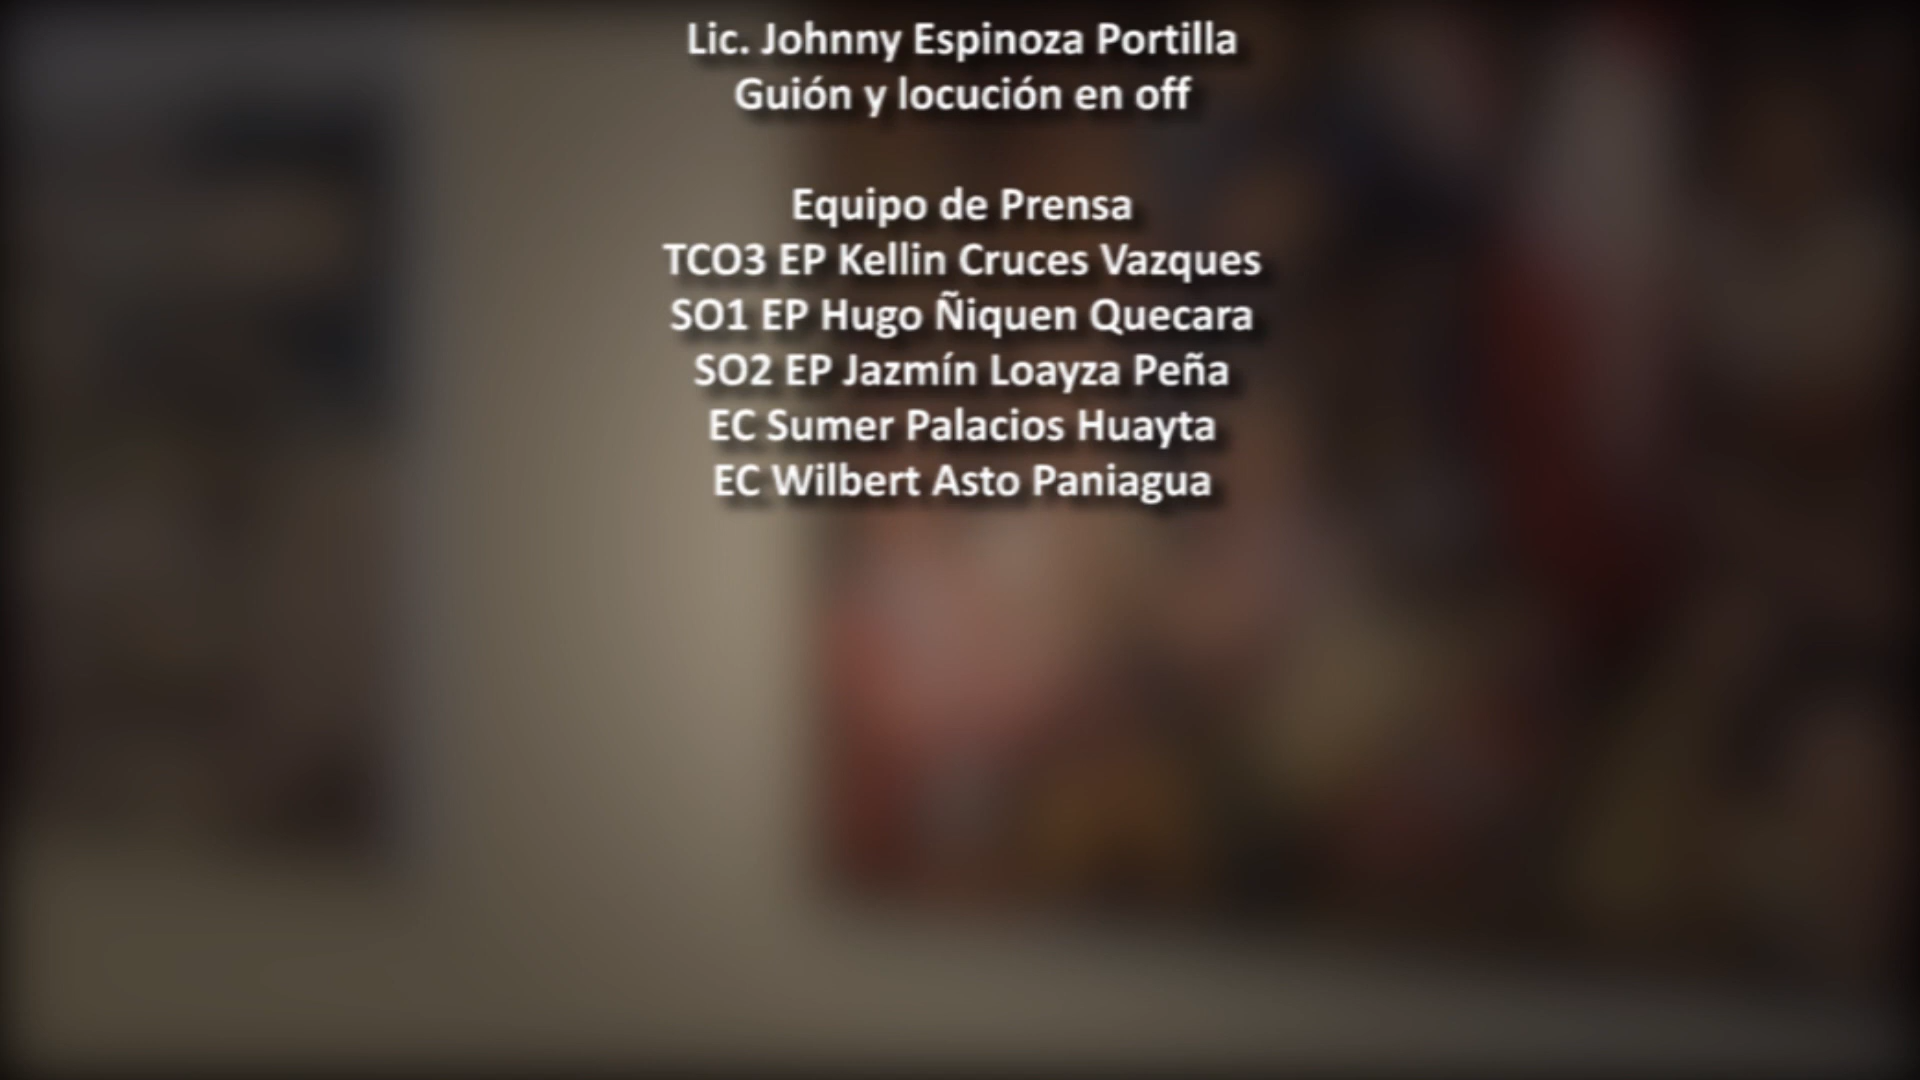 Lic. Johnny Espinoza Portilla
Guión y locución en off
Equipo de Prensa
TCO3 EP Kellin Cruces Vazques
SO1 EP Hugo Ñiquen Quecara
SO2 EP Jazmín Loayza Peña
EC Sumer Palacios Huayta
EC Wilbert Asto Paniagua